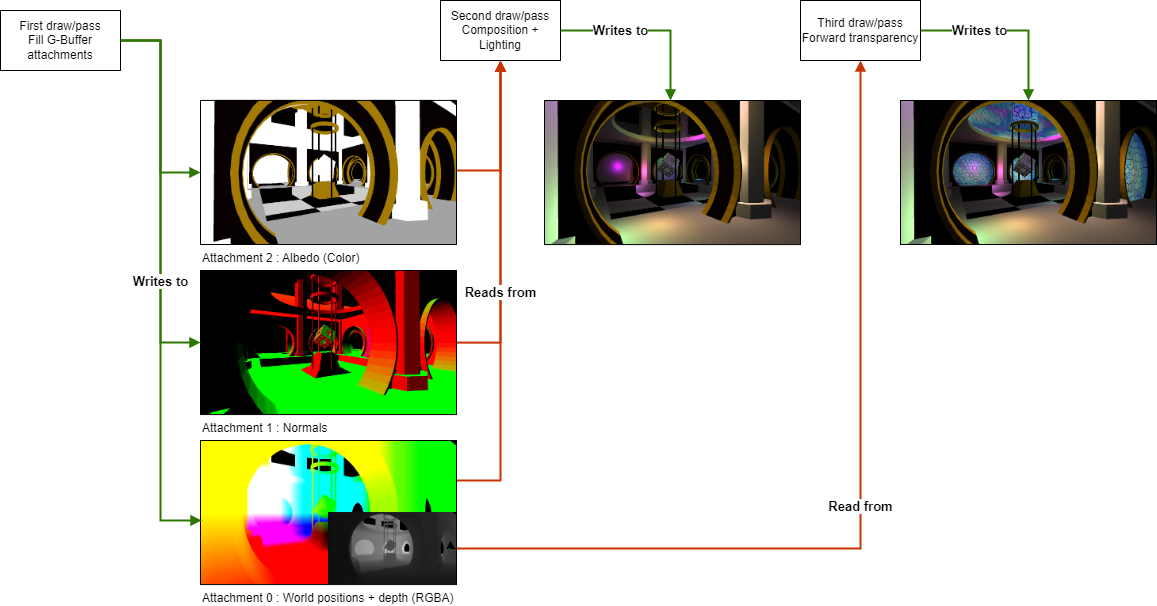 First draw/pass
Fill G-Buffer
attachments
Second draw/pass
Composition +
Lighting
Writes to
Third draw/pass
Forward transparency
Writes to
Attachment 2 : Albedo (Color)
Writes to
Reads from
Attachment 1 : Normals
Read from
Attachment 0 : World positions + depth (RGBA)